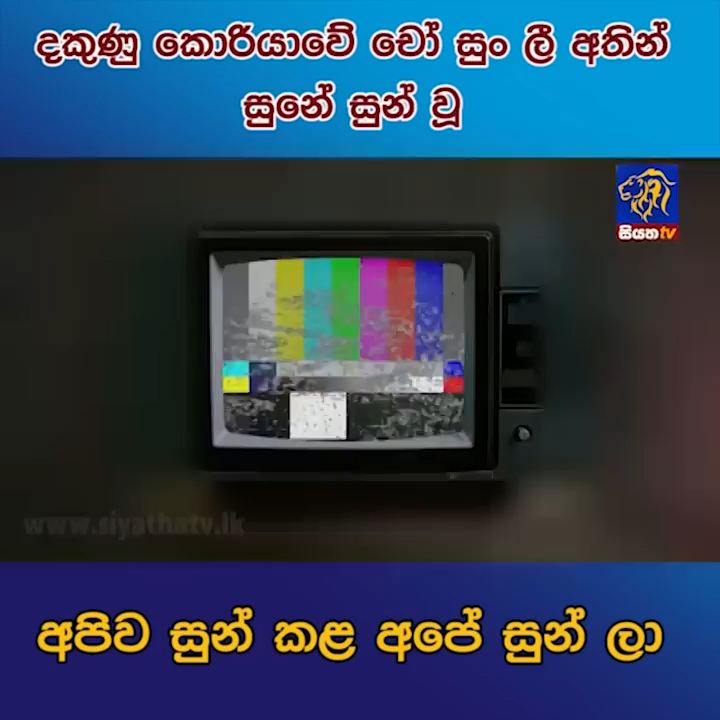 දකුණු කොරියාවේ චෝ සුං ලී අතින්
සුනේ සුන් වූ
සියත tv
www.siyathatv.lk
අපිව සුන් කළ අපේ සුන් ලා